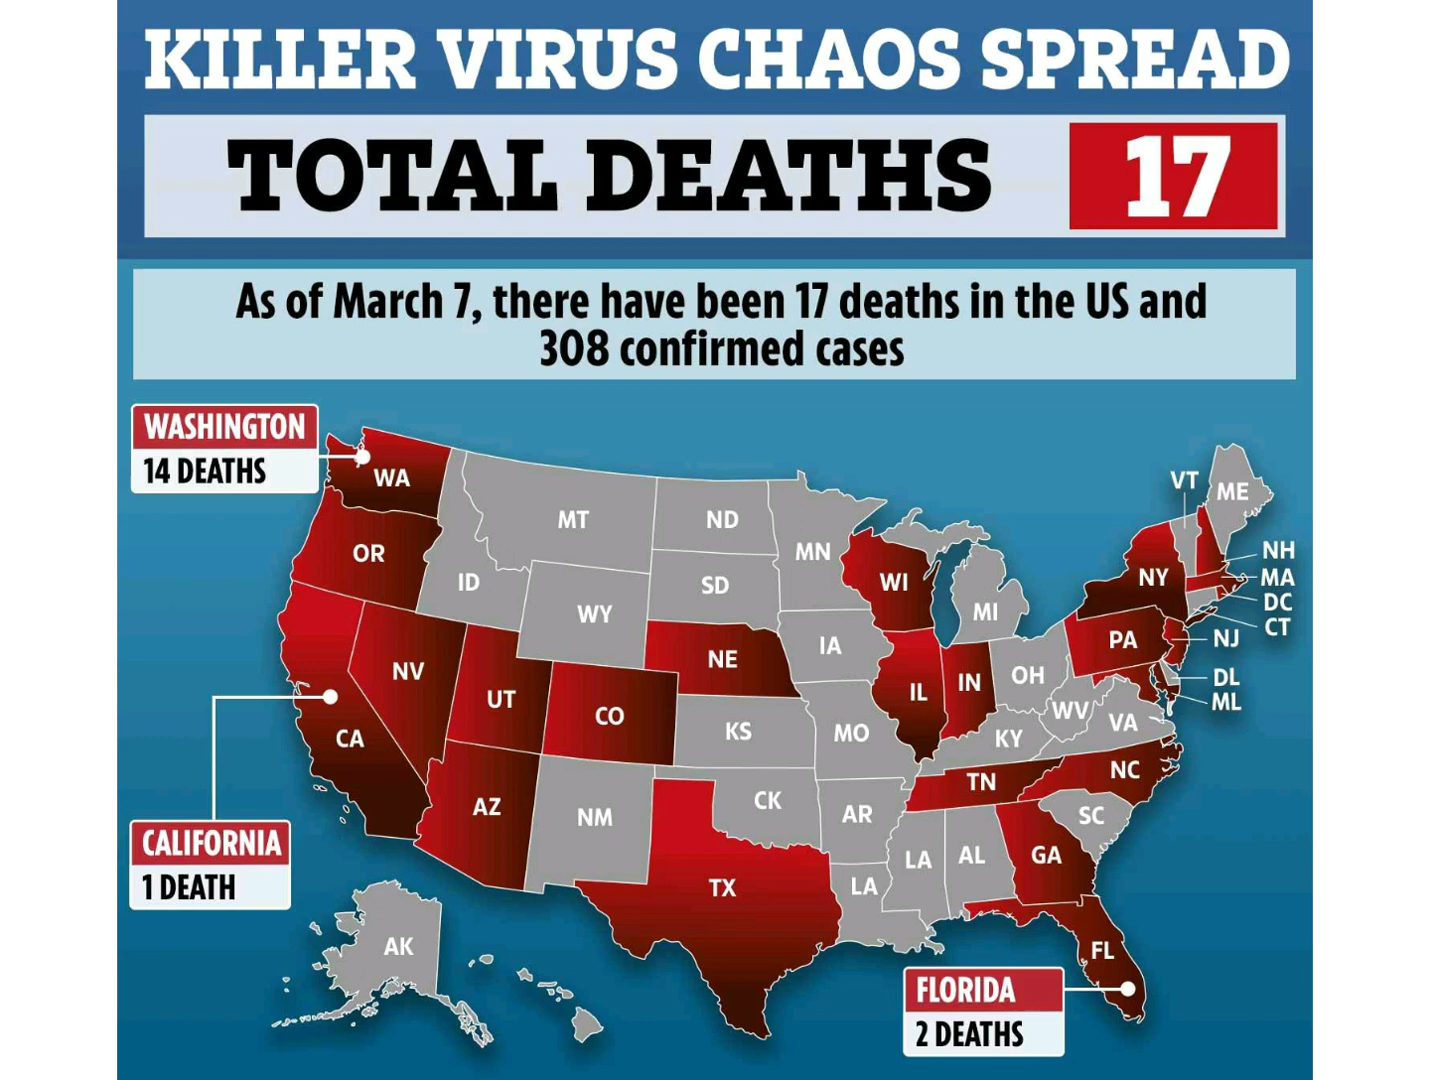 KILLER VIRUS CHAOS SPREAD
TOTAL DEATHS 17
As of March 7, there have been 17 deaths in the US and
308 confirmed cases
WASHINGTON
14 DEATHS
WA
OR
ID
MT
ND
MN
SD
WY
WI
MI
VT
ME
NH
MA
DC
CT
NY
PA
NJ
DL
ML
NV
UT
CO
NE
IA
IL
IN
OH
WV
VA
KY
KS
MO
CA
AZ
NM
CK
AR
TN
NC
SC
TX
LA
LA
AL
GA
FL
CALIFORNIA
1 DEATH
AK
FLORIDA
2 DEATHS